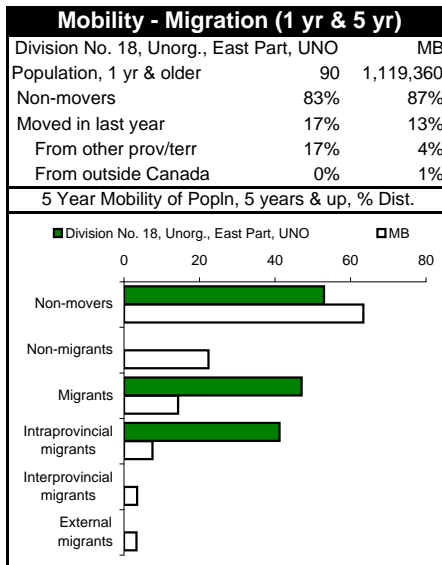 Mobility - Migration (1 yr & 5 yr)
Division No. 18, Unorg., East Part, UNO MB
Population, 1 yr & older 90 1,119,360
Non-movers 83% 87%
Moved in last year 17% 13%
From other prov/terr 17% 4%
From outside Canada 0% 1%
5 Year Mobility of Popln, 5 years & up, % Dist.
Division No. 18, Unorg., East Part, UNO MB
0 20 40 60 80
Non-movers
Non-migrants
Migrants
Intraprovincial
migrants
Interprovincial
migrants
External
migrants